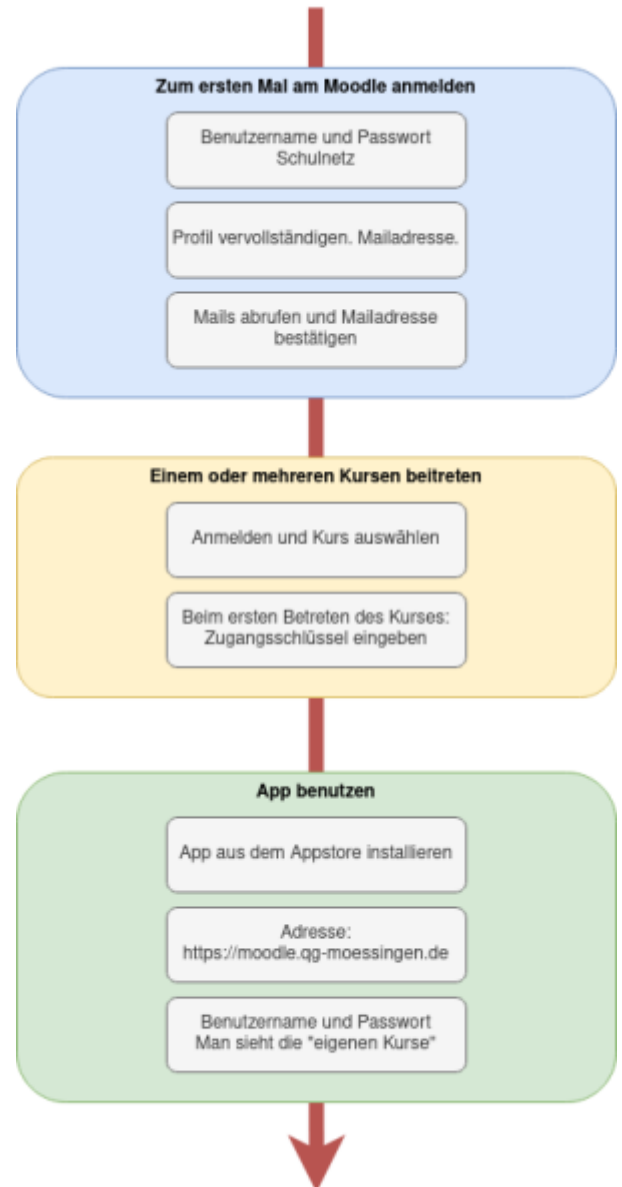 Zum ersten Mal am Moodle anmelden
Benutzername und Passwort
Schulnetz
Profil vervollständigen. Mailadresse.
Mails abrufen und Mailadresse
bestätigen
Einem oder mehreren Kursen beitreten
Anmelden und Kurs auswählen
Beim ersten Betreten des Kurses:
Zugangsschlüssel eingeben
App benutzen
App aus dem Appstore installieren
Adresse:
https://moodle.qg-moessingen.de
Benutzername und Passwort
Man sieht die "eigenen Kurse"